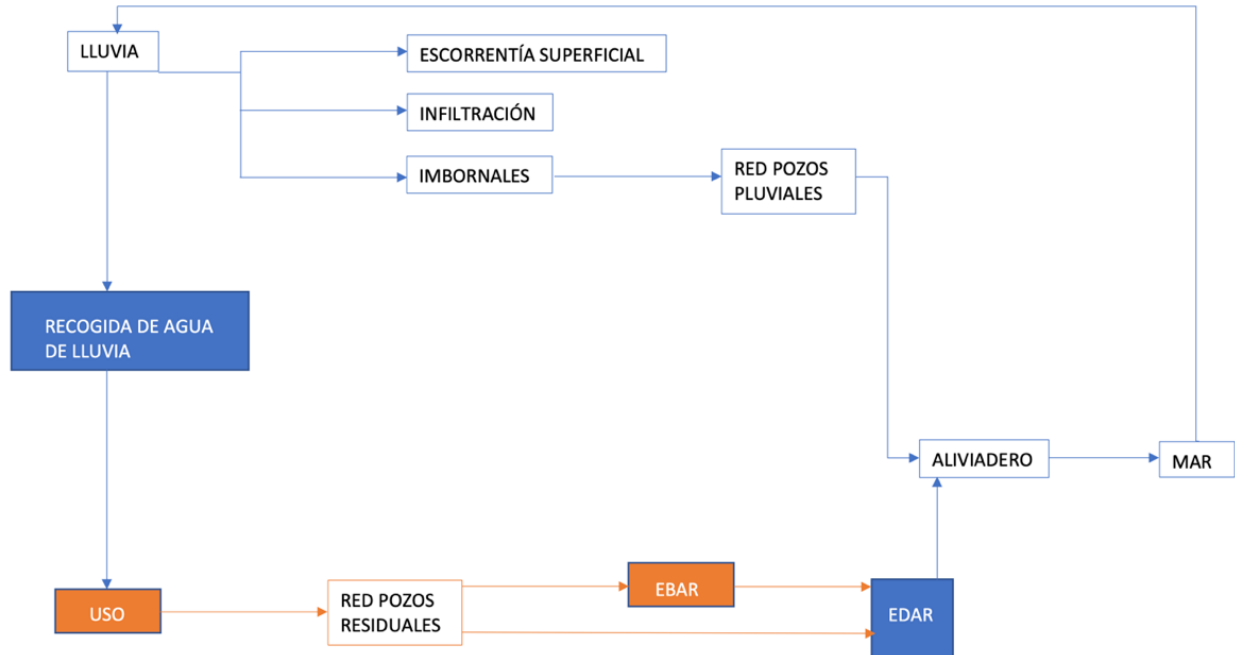 LLUVIA
ESCORRENTÍA SUPERFICIAL
INFILTRACIÓN
IMBORNALES
RED POZOS
PLUVIALES
RECOGIDA DE AGUA
DE LLUVIA
ALIVIADERO
MAR
USO
RED POZOS
RESIDUALES
EBAR
EDAR